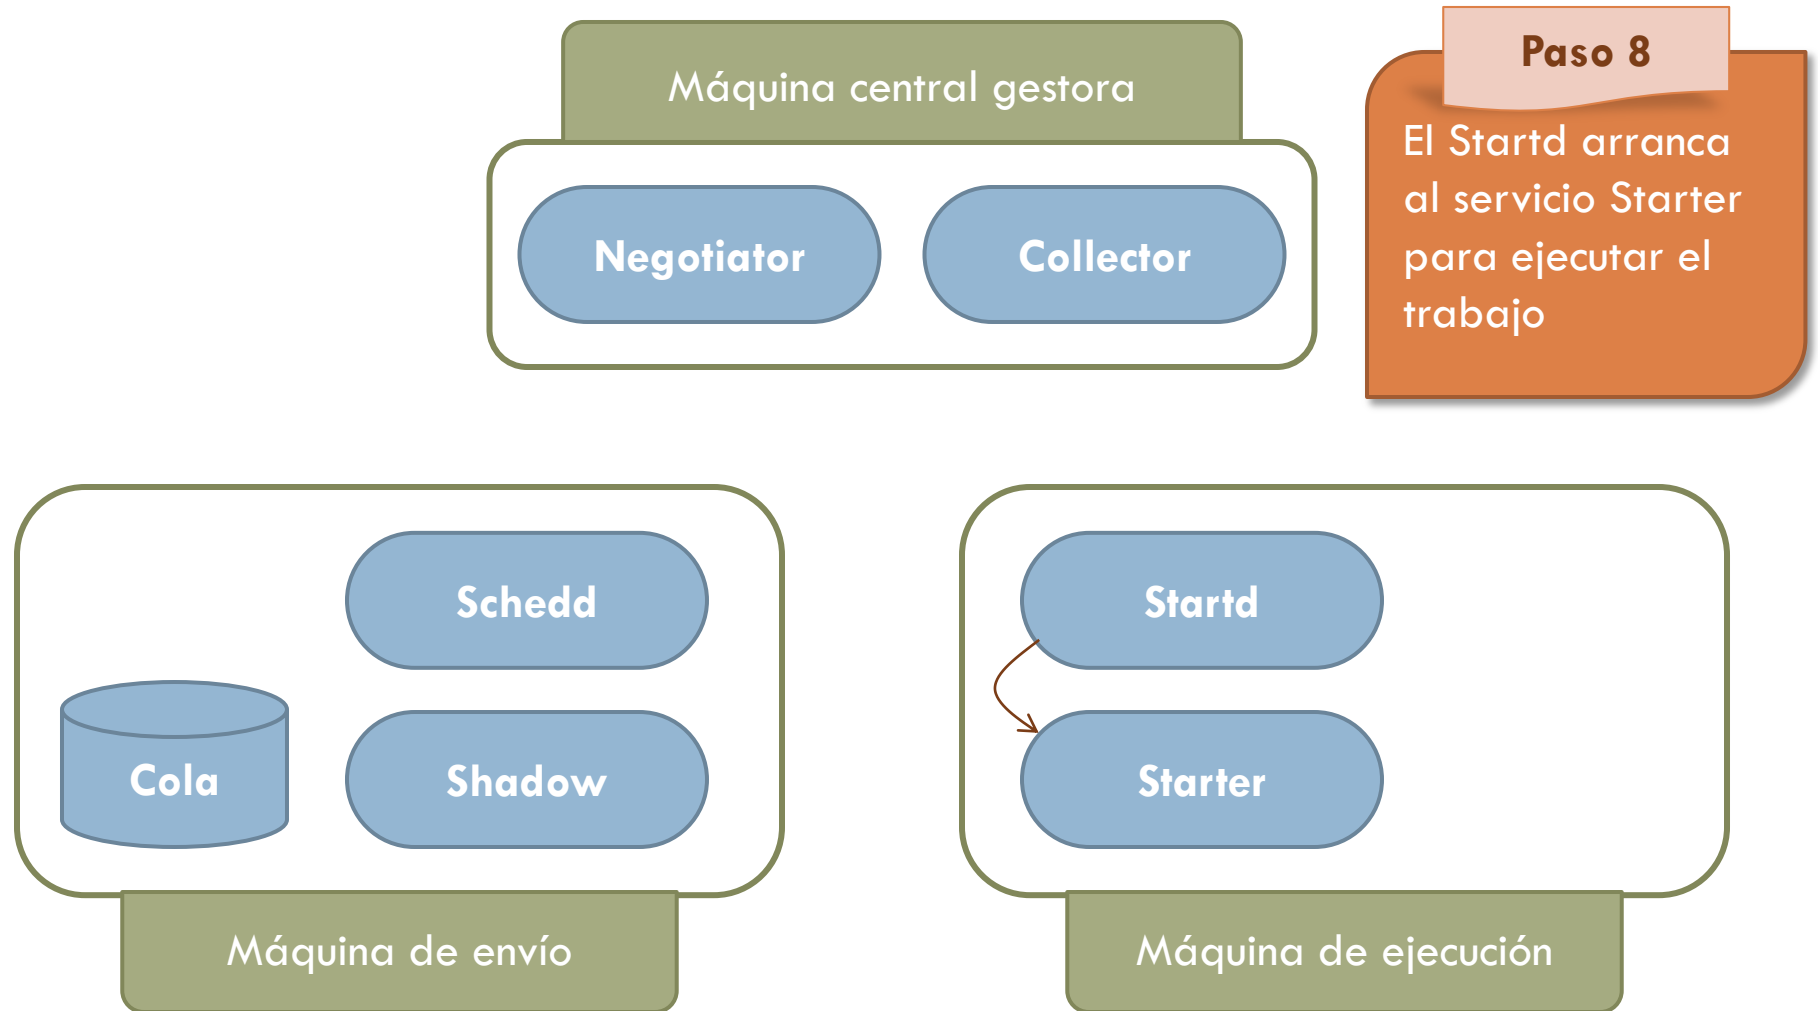 Máquina central gestora
Negotiator
Collector
Paso 8
El Startd arranca
al servicio Starter
para ejecutar el
trabajo
Schedd
Cola
Shadow
Máquina de envío
Startd
Starter
Máquina de ejecución